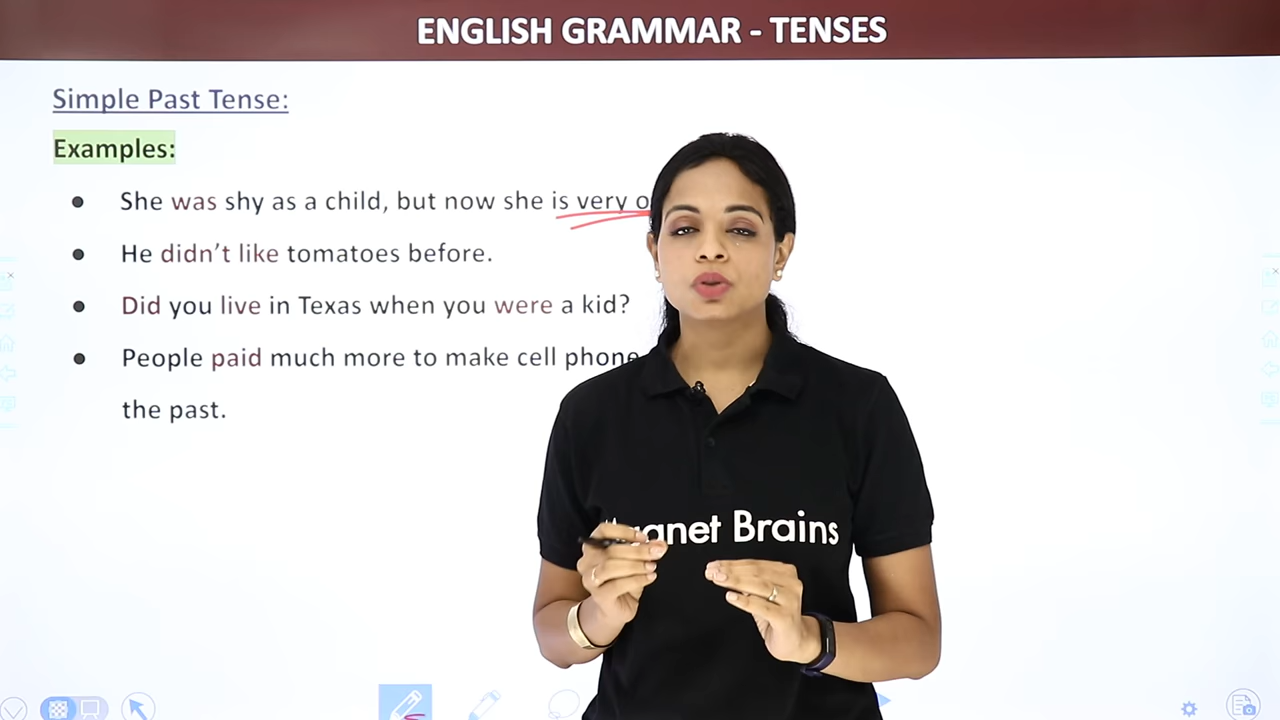 ENGLISH GRAMMAR - TENSES
Simple Past Tense:
Examples:
She was shy as a child, but now she is very
He didn't like tomatoes before.
Did you live in Texas when you were a kid?
People paid much more to make cell
the past.
Brains